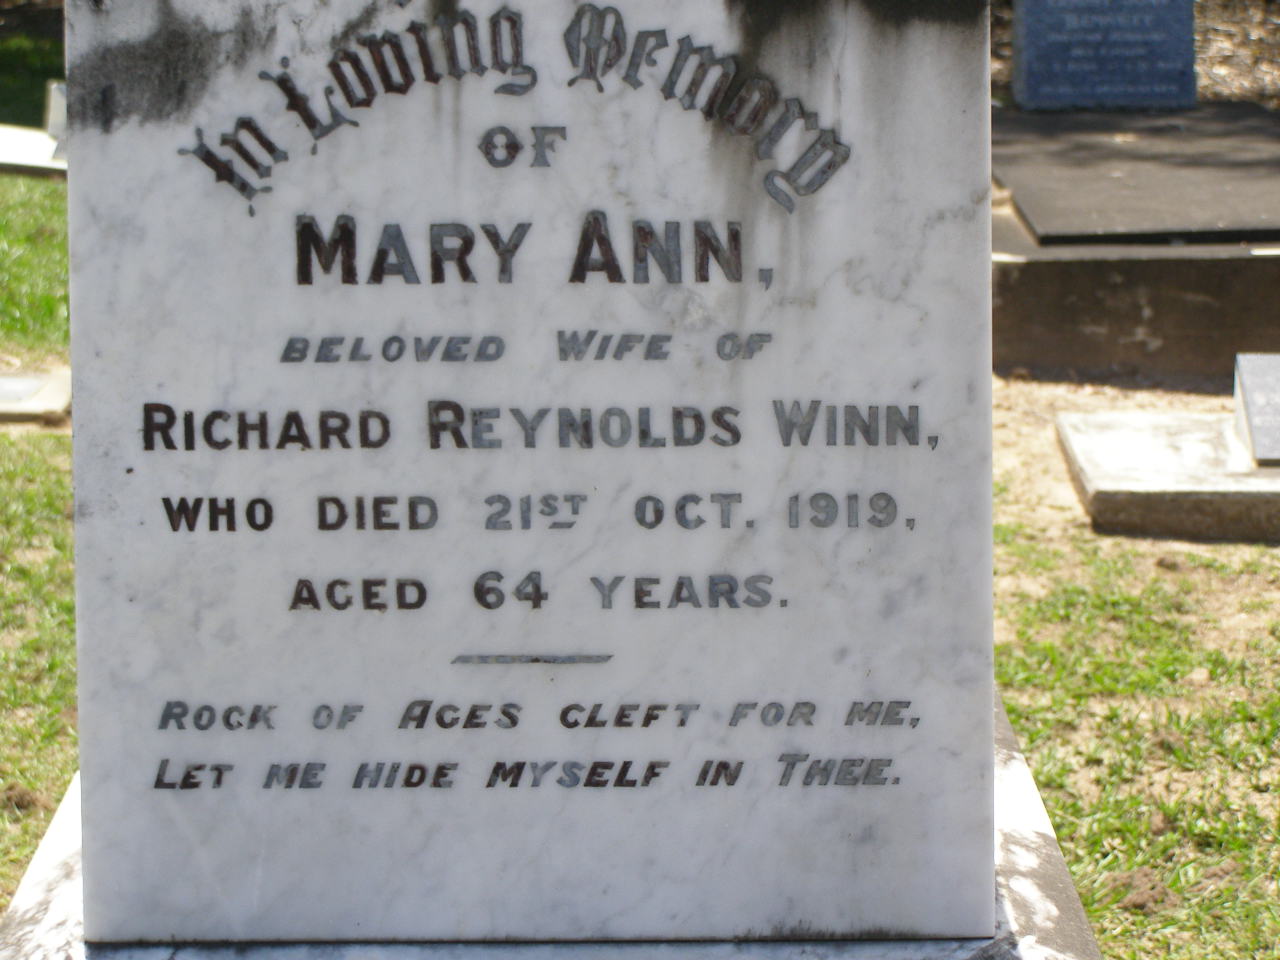 In Loving Memory
OF
MARY ANN,
BELOVED WIFE OF
RICHARD REYNOLDS WINN,
WHO DIED 21ST OCT. 1919,
AGED 64 YEARS.
ROCK OF AGES CLEFT FOR ME,
LET ME HIDE MYSELF IN THEE.